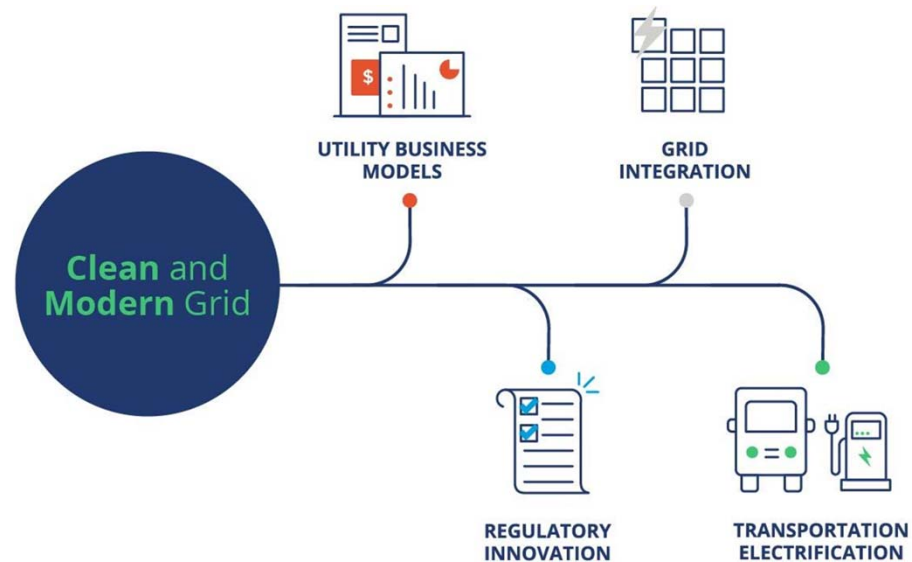 $
UTILITY BUSINESS
MODELS
GRID
INTEGRATION
Clean and
Modern Grid
REGULATORY
INNOVATION
TRANSPORTATION
ELECTRIFICATION